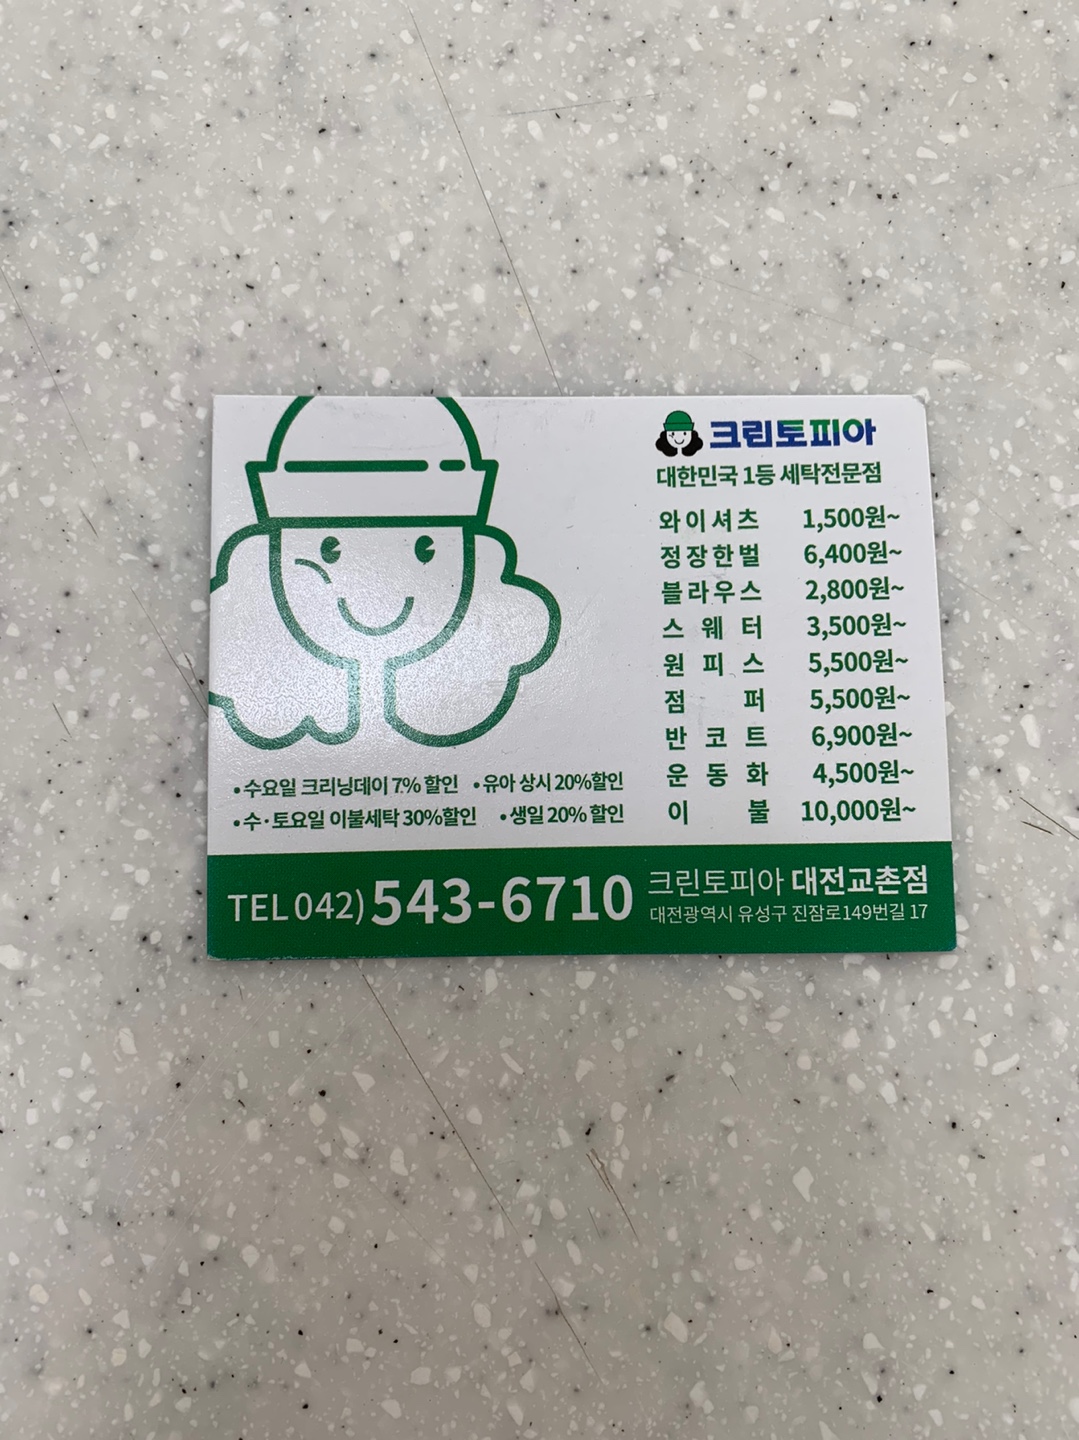 크린토피아
대한민국 1등 세탁전문점
와이셔츠 1,500원~
정장한벌 6,400원~
블라우스 2,800원~
스웨터 3,500원~
원피스 5,500원~
점퍼 5,500원~
반코트 6,900원~
운동화 4,500원~
이불 10,000원~
•수요일 크리닝데이 7% 할인 •유아 상시 20%할인
•수·토요일 이불세탁 30%할인 •생일 20% 할인
TEL 042)543-6710
크린토피아 대전교촌점
대전광역시 유성구 진잠로149번길 17